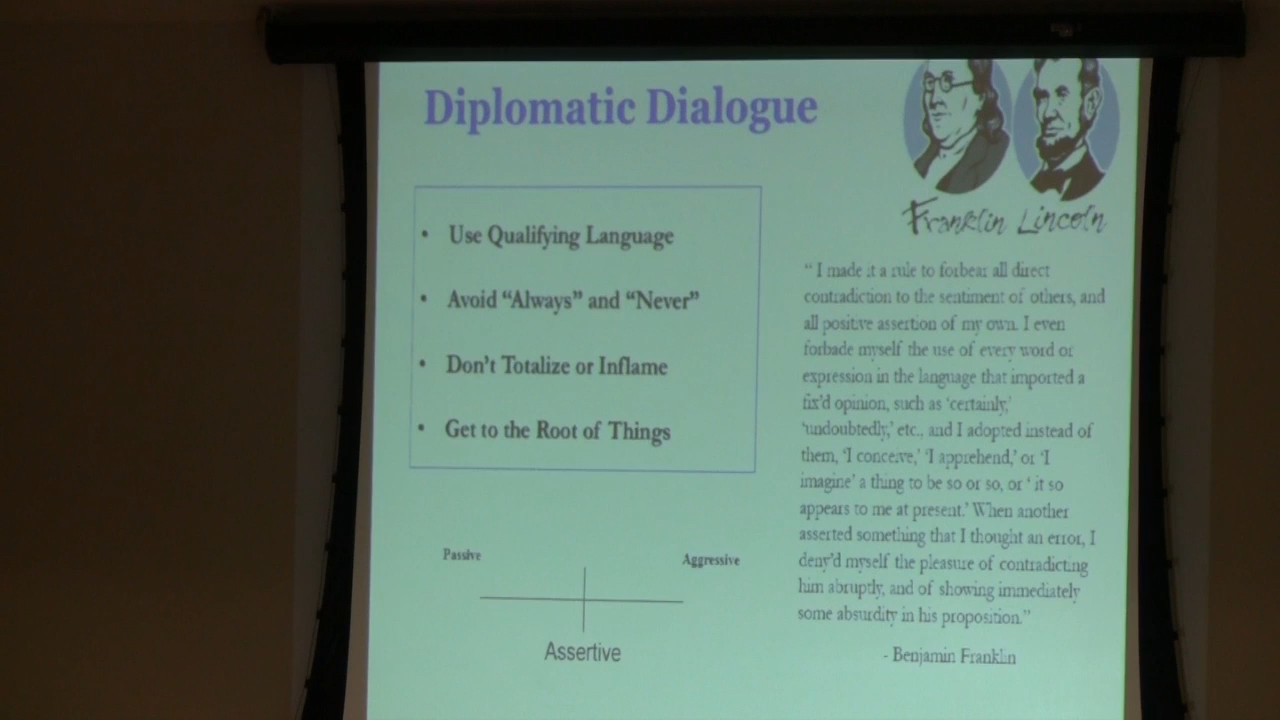 Diplomatic Dialogue
• Use Qualifying Language
• Avoid “Always” and “Never”
• Don’t Totalize or Inflame
• Get to the Root of Things
Passive
Aggressive
Assertive
Franklin Lincoln
“ I made it a rule to forbear all direct
contradiction to the sentiment of others, and
all positive assertion of my own. I even
forbade myself the use of every word or
expression in the language that imported a
fix’d opinion, such as ‘certainly,’
‘undoubtedly,’ etc., and I adopted instead of
them, ‘I conceive,’ ‘I apprehend,’ or ‘I
imagine’ a thing to be so or so, or ‘ it so
appears to me at present.’ When another
asserted something that I thought an error, I
deny’d myself the pleasure of contradicting
him abruptly, and of showing immediately
some absurdity in his proposition.”
- Benjamin Franklin